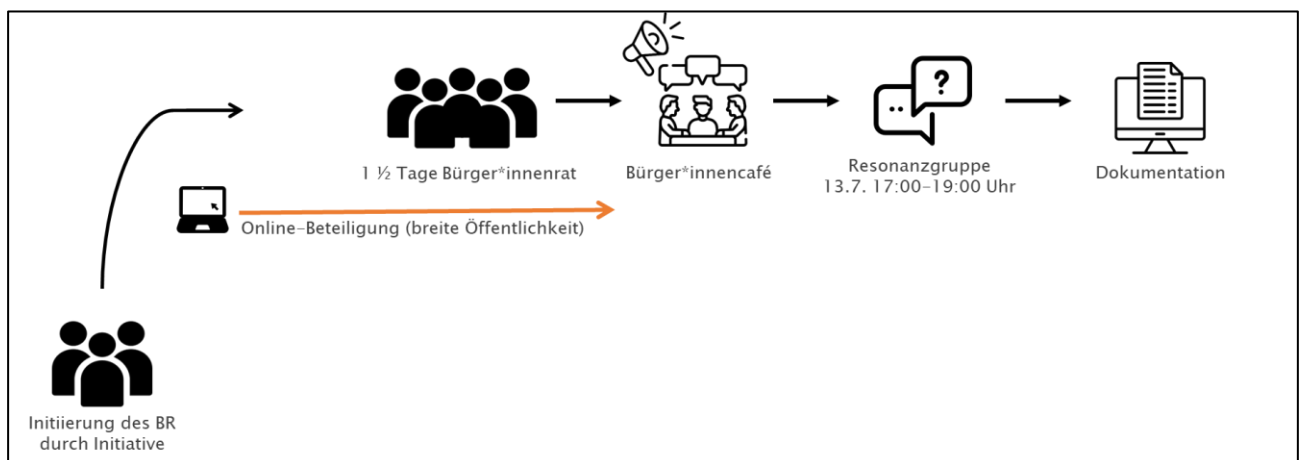 1 ½ Tage Bürger*innenrat
Bürger*innencafé
Resonanzgruppe
13.7. 17:00–19:00 Uhr
Dokumentation
Online–Beteiligung (breite Öffentlichkeit)
Initiierung des BR
durch Initiative
?